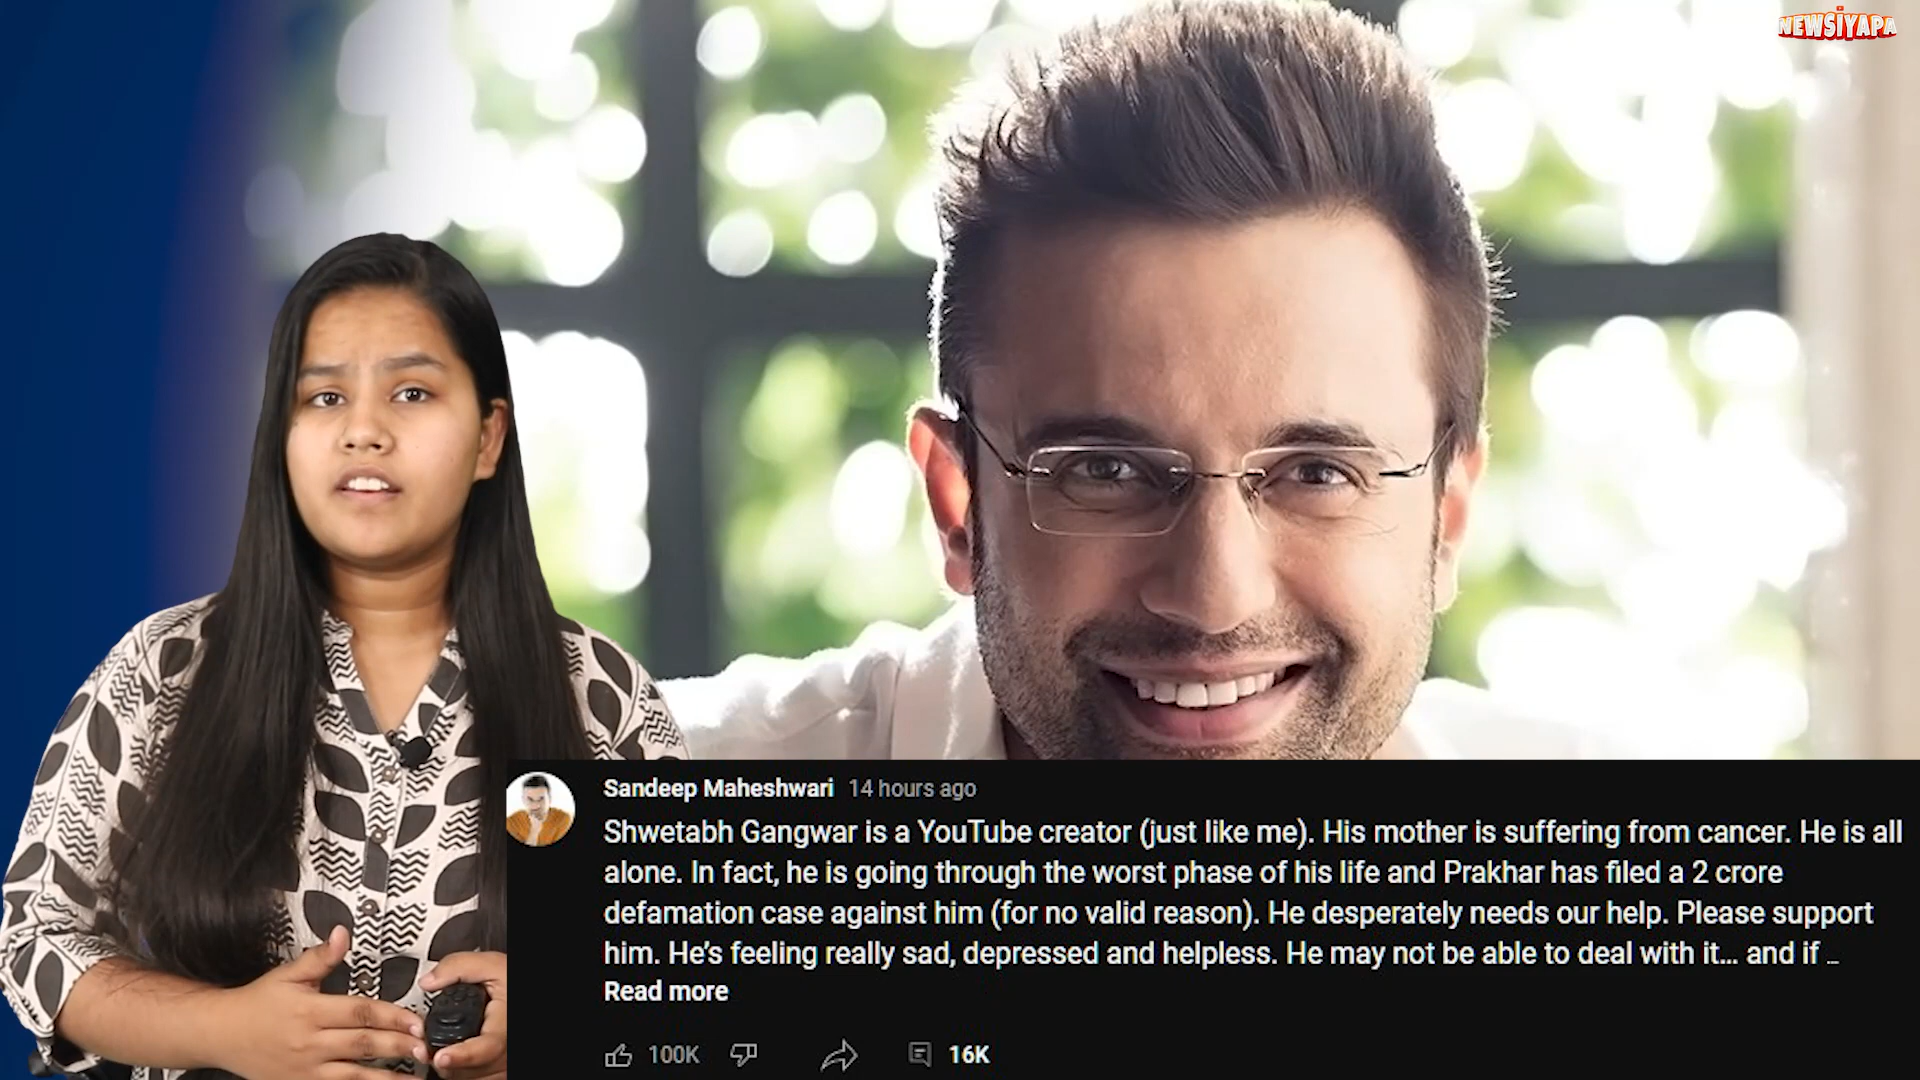 NEWSIYAPA
Sandeep Maheshwari 14 hours ago
Shwetabh Gangwar is a YouTube creator (just like me). His mother is suffering from cancer. He is all
alone. In fact, he is going through the worst phase of his life and Prakhar has filed a 2 crore
defamation case against him (for no valid reason). He desperately needs our help. Please support
him. He's feeling really sad, depressed and helpless. He may not be able to deal with it... and if ...
Read more
100K 16K